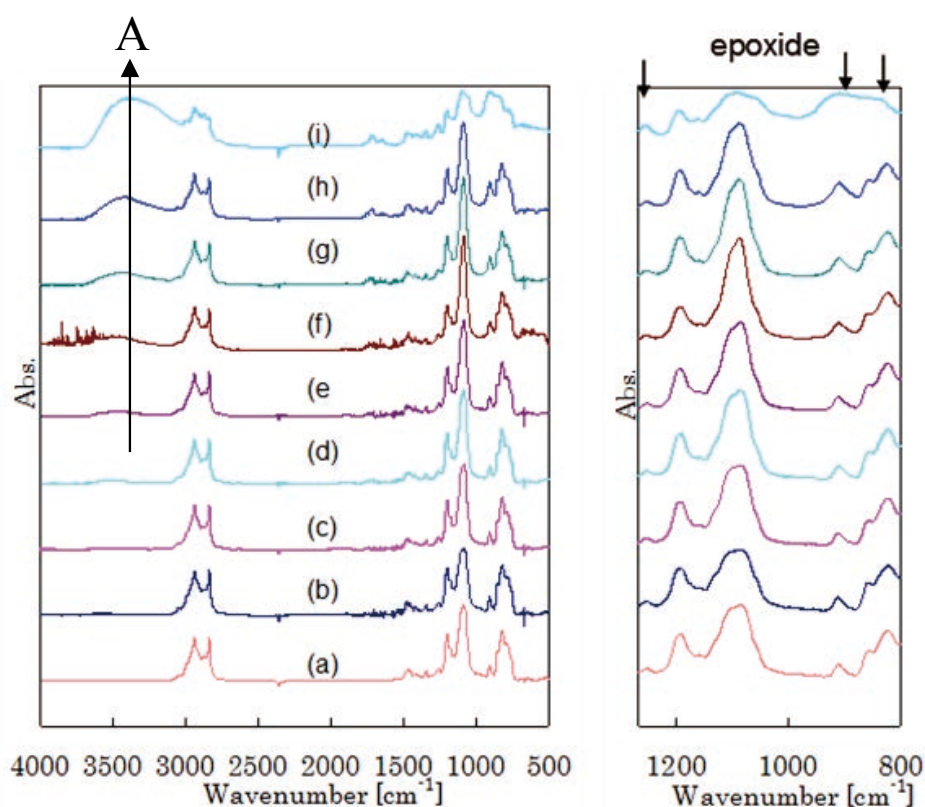 A
epoxide
(i)
(h)
(g)
(f)
(e
(d)
(c)
(b)
(a)
Abs.
Abs.
4000 3500 3000 2500 2000 1500 1000 500
Wavenumber [cm⁻¹]
1200 1000 800
Wavenumber [cm⁻¹]